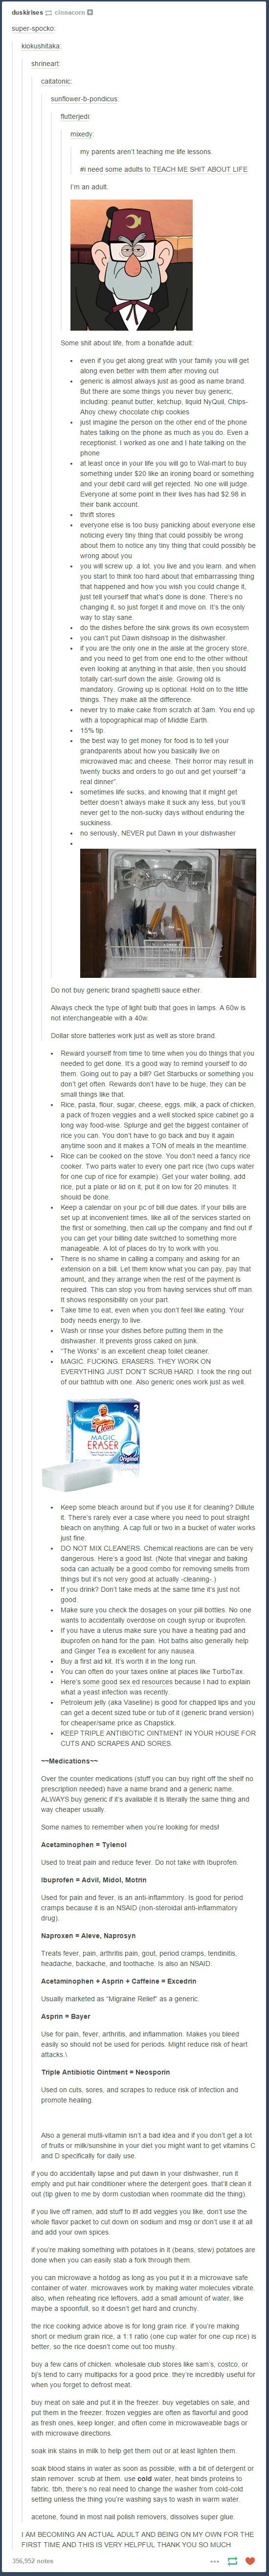 duskirises cinnacorn
super-spocko:
kiokushitaka:
shrineart:
caitatonic:
sunflower-b-pondicus:
flutterjedi:
mixedy:
my parents aren't teaching me life lessons.
#i need some adults to TEACH ME SHIT ABOUT LIFE
I'm an adult.
Some shit about life, from a bonafide adult:
• even if you get along great with your family you will get
along even better with them after moving out
• generic is almost always just as good as name brand.
But there are some things you never buy generic,
including: peanut butter, ketchup, liquid NyQuil, Chips-
Ahoy chewy chocolate chip cookies
• just imagine the person on the other end of the phone
hates talking on the phone as much as you do. Even a
receptionist. I worked as one and I hate talking on the
phone
• at least once in your life you will go to Wal-mart to buy
something under $20 like an ironing board or something
and your debit card will get rejected. No one will judge.
Everyone at some point in their lives has had $2.98 in
their bank account.
• thrift stores
• everyone else is too busy panicking about everyone else
noticing every tiny thing that could possibly be wrong
about them to notice any tiny thing that could possibly be
wrong about you
• you will screw up. a lot. you live and you learn. and when
you start to think too hard about that embarrassing thing
that happened and how you wish you could change it,
just tell yourself that what's done is done. There's no
changing it, so just forget it and move on. It's the only
way to stay sane.
• do the dishes before the sink grows its own ecosystem
• you can't put Dawn dishsoap in the dishwasher.
• if you are the only one in the aisle at the grocery store,
and you need to get from one end to the other without
even looking at anything in that aisle, then you should
totally cart-surf down the aisle. Growing old is
mandatory. Growing up is optional. Hold on to the little
things. They make all the difference.
• never try to make cake from scratch at 3am. You end up
with a topographical map of Middle Earth.
• 15% tip.
• the best way to get money for food is to tell your
grandparents about how you basically live on
microwaved mac and cheese. Their horror may result in
twenty bucks and orders to go out and get yourself "a
real dinner".
• sometimes life sucks, and knowing that it might get
better doesn't always make it suck any less, but you'll
never get to the non-sucky days without enduring the
suckiness.
• no seriously, NEVER put Dawn in your dishwasher
•
Do not buy generic brand spaghetti sauce either.
Always check the type of light bulb that goes in lamps. A 60w is
not interchangeable with a 40w.
Dollar store batteries work just as well as store brand.
• Reward yourself from time to time when you do things that you
needed to get done. It's a good way to remind yourself to do
them. Going out to pay a bill? Get Starbucks or something you
don't get often. Rewards don't have to be huge, they can be
small things like that.
• Rice, pasta, flour, sugar, cheese, eggs, milk, a pack of chicken,
a pack of frozen veggies and a well stocked spice cabinet go a
long way food-wise. Splurge and get the biggest container of
rice you can. You don't have to go back and buy it again
anytime soon and it makes a TON of meals in the meantime.
• Rice can be cooked on the stove. You don't need a fancy rice
cooker. Two parts water to every one part rice (two cups water
for one cup of rice for example). Get your water boiling, add
rice, put a plate or lid on it, put it on low for 20 minutes. It
should be done.
• Keep a calendar on your pc of bill due dates. If your bills are
set up at inconvenient times, like all of the services started on
the first or something, then call up the company and find out if
you can get your billing date switched to something more
manageable. A lot of places do try to work with you.
• There is no shame in calling a company and asking for an
extension on a bill. Let them know what you can pay, pay that
amount, and they arrange when the rest of the payment is
required. This can stop you from having services shut off man.
It shows responsibility on your part.
• Take time to eat, even when you don't feel like eating. Your
body needs energy to live.
• Wash or rinse your dishes before putting them in the
dishwasher. It prevents gross caked on junk.
• "The Works" is an excellent cheap toilet cleaner.
• MAGIC. FUCKING. ERASERS. THEY WORK ON
EVERYTHING JUST DON'T SCRUB HARD. I took the ring out
of our bathtub with one. Also generic ones work just as well.
Mr. Clean
MAGIC
ERASER
Original
2
• Keep some bleach around but if you use it for cleaning? Dillute
it. There's rarely ever a case where you need to pout straight
bleach on anything. A cap full or two in a bucket of water works
just fine.
• DO NOT MIX CLEANERS. Chemical reactions are can be very
dangerous. Here's a good list. (Note that vinegar and baking
soda can actually be a good combo for removing smells from
things but it's not very good at actually -cleaning-.)
• If you drink? Don't take meds at the same time it's just not
good.
• Make sure you check the dosages on your pill bottles. No one
wants to accidentally overdose on cough syrup or ibuprofen.
• If you have a uterus make sure you have a heating pad and
ibuprofen on hand for the pain. Hot baths also generally help
and Ginger Tea is excellent for any nausea.
• Buy a first aid kit. It's worth it in the long run.
• You can often do your taxes online at places like TurboTax.
• Here's some good sex ed resources because I had to explain
what a yeast infection was recently.
• Petroleum jelly (aka Vaseline) is good for chapped lips and you
can get a decent sized tube or tub of it (generic brand version)
for cheaper/same price as Chapstick.
• KEEP TRIPLE ANTIBIOTIC OINTMENT IN YOUR HOUSE FOR
CUTS AND SCRAPES AND SORES.
~~Medications~~
Over the counter medications (stuff you can buy right off the shelf no
prescription needed) have a name brand and a generic name.
ALWAYS buy generic if it's available it is literally the same thing and
way cheaper usually.
Some names to remember when you're looking for meds!
Acetaminophen = Tylenol
Used to treat pain and reduce fever. Do not take with Ibuprofen.
Ibuprofen = Advil, Midol, Motrin
Used for pain and fever, is an anti-inflammtory. Is good for period
cramps because it is an NSAID (non-steroidal anti-inflammatory
drug).
Naproxen = Aleve, Naprosyn
Treats fever, pain, arthritis pain, gout, period cramps, tendinitis,
headache, backache, and toothache. Is also an NSAID.
Acetaminophen + Asprin + Caffeine = Excedrin
Usually marketed as "Migraine Relief" as a generic.
Asprin = Bayer
Use for pain, fever, arthritis, and inflammation. Makes you bleed
easily so should not be used for periods. Might reduce risk of heart
attacks.\
Triple Antibiotic Ointment = Neosporin
Used on cuts, sores, and scrapes to reduce risk of infection and
promote healing.
Also a general mutli-vitamin isn't a bad idea and if you don't get a lot
of fruits or milk/sunshine in your diet you might want to get vitamins C
and D specifically for daily use.
if you do accidentally lapse and put dawn in your dishwasher, run it
empty and put hair conditioner where the detergent goes. that'll clean it
out (tip given to me by dorm custodian when roommate did the thing).
if you live off ramen, add stuff to it! add veggies you like, don't use the
whole flavor packet to cut down on sodium and msg or don't use it at all
and add your own spices.
if you're making something with potatoes in it (beans, stew) potatoes are
done when you can easily stab a fork through them.
you can microwave a hotdog as long as you put it in a microwave safe
container of water. microwaves work by making water molecules vibrate.
also, when reheating rice leftovers, add a small amount of water, like
maybe a spoonfull, so it doesn't get hard and crunchy.
the rice cooking advice above is for long grain rice. if you're making
short or medium grain rice, a 1:1 ratio (one cup water for one cup rice) is
better, so the rice doesn't come out too mushy.
buy a few cans of chicken. wholesale club stores like sam's, costco, or
bj's tend to carry multipacks for a good price. they're incredibly useful for
when you forget to defrost meat.
buy meat on sale and put it in the freezer. buy vegetables on sale, and
put them in the freezer. frozen veggies are often as flavorful and good
as fresh ones, keep longer, and often come in microwaveable bags or
with microwave directions.
soak ink stains in milk to help get them out or at least lighten them.
soak blood stains in water as soon as possible, with a bit of detergent or
stain remover. scrub at them. use cold water, heat binds proteins to
fabric. tbh, there's no real need to change the washer from cold-cold
setting unless the thing you're washing says to wash in warm water.
acetone, found in most nail polish removers, dissolves super glue.
I AM BECOMING AN ACTUAL ADULT AND BEING ON MY OWN FOR THE
FIRST TIME AND THIS IS VERY HELPFUL THANK YOU SO MUCH
356,952 notes